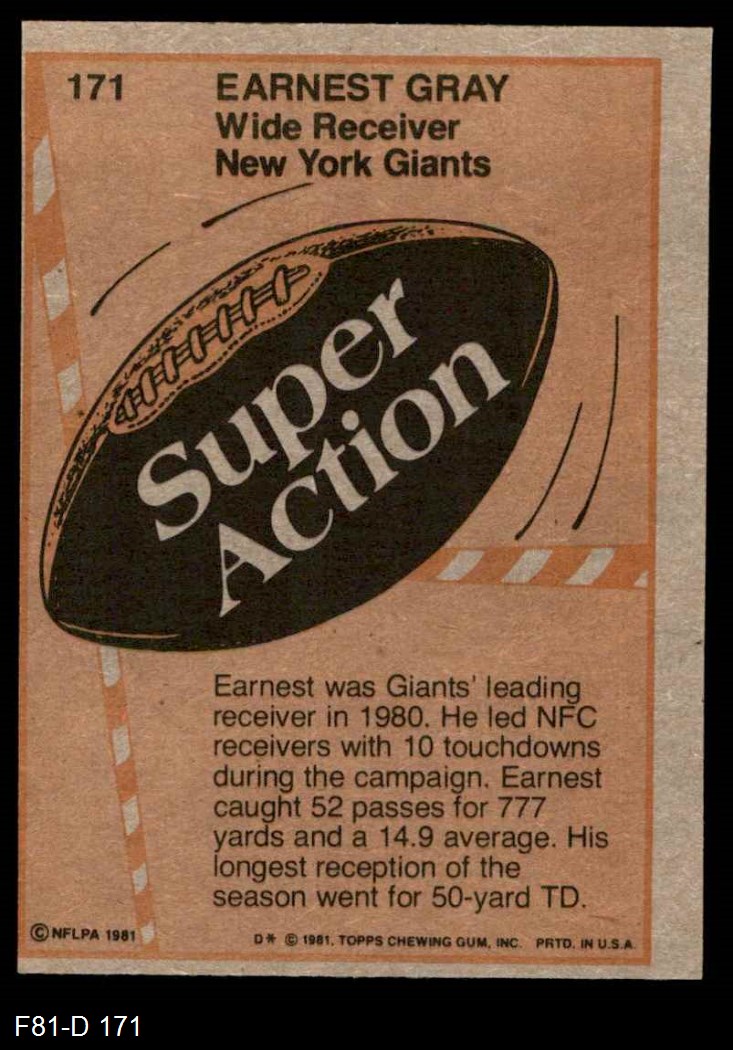 171
EARNEST GRAY
Wide Receiver
New York Giants
Super
Action
Earnest was Giants' leading
receiver in 1980. He led NFC
receivers with 10 touchdowns
during the campaign. Earnest
caught 52 passes for 777
yards and a 14.9 average. His
longest reception of the
season went for 50-yard TD.
© NFLPA 1981
D* © 1981. TOPPS CHEWING GUM, INC. PRTD. IN U.S.A.
F81-D 171